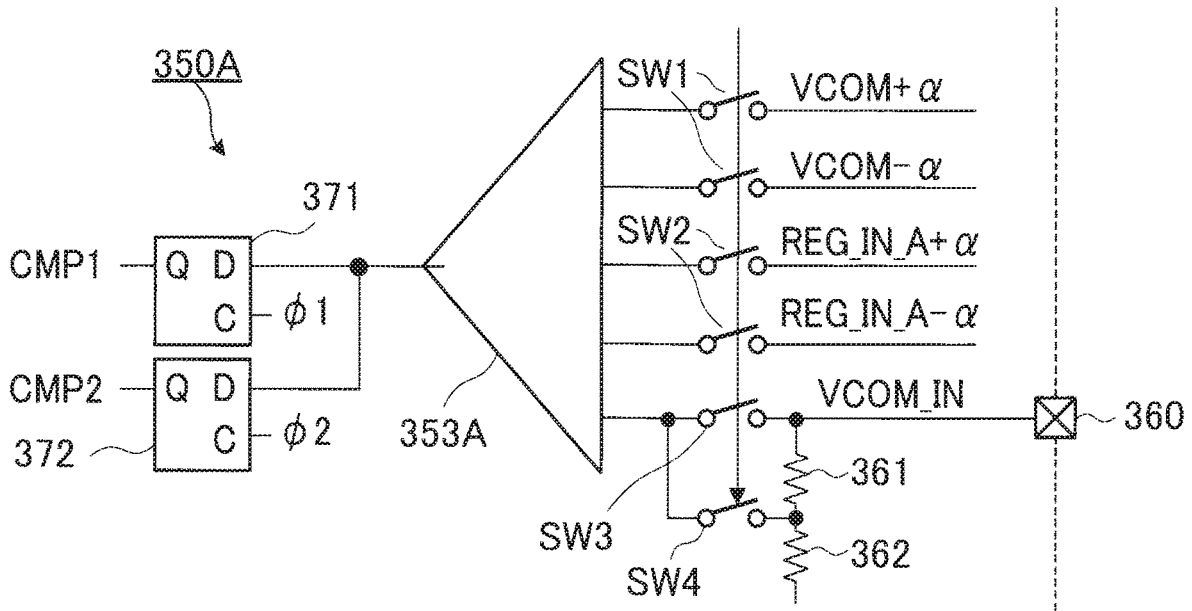 350A
SW1
VCOM+α
VCOM-α
371
SW2
REG_IN_A+α
CMP1
Q D
C
ϕ1
REG_IN_A-α
CMP2
Q D
C
ϕ2
372
353A
VCOM_IN
360
361
SW3
SW4
362